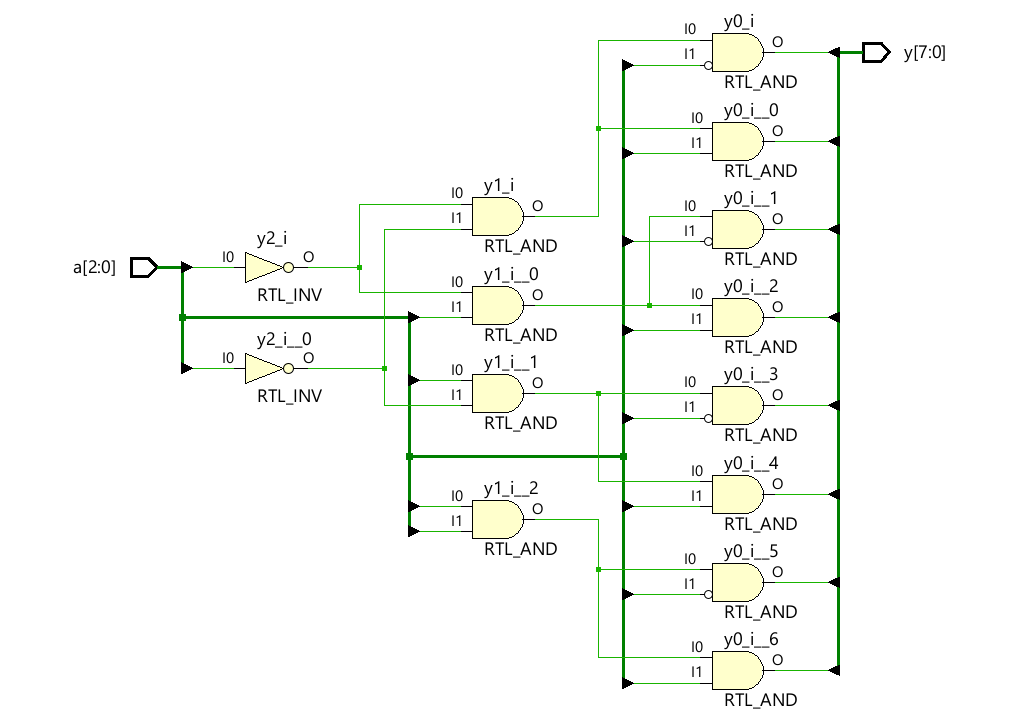 y0_i
I0
I1
O
RTL_AND
y[7:0]
y0_i__0
I0
I1
O
RTL_AND
y0_i__1
I0
I1
O
RTL_AND
y0_i__2
I0
I1
O
RTL_AND
y0_i__3
I0
I1
O
RTL_AND
y0_i__4
I0
I1
O
RTL_AND
y0_i__5
I0
I1
O
RTL_AND
y0_i__6
I0
I1
O
RTL_AND
y1_i
I0
I1
O
RTL_AND
y1_i__0
I0
I1
O
RTL_AND
y1_i__1
I0
I1
O
RTL_AND
y1_i__2
I0
I1
O
RTL_AND
a[2:0]
y2_i
I0
O
RTL_INV
y2_i__0
I0
O
RTL_INV